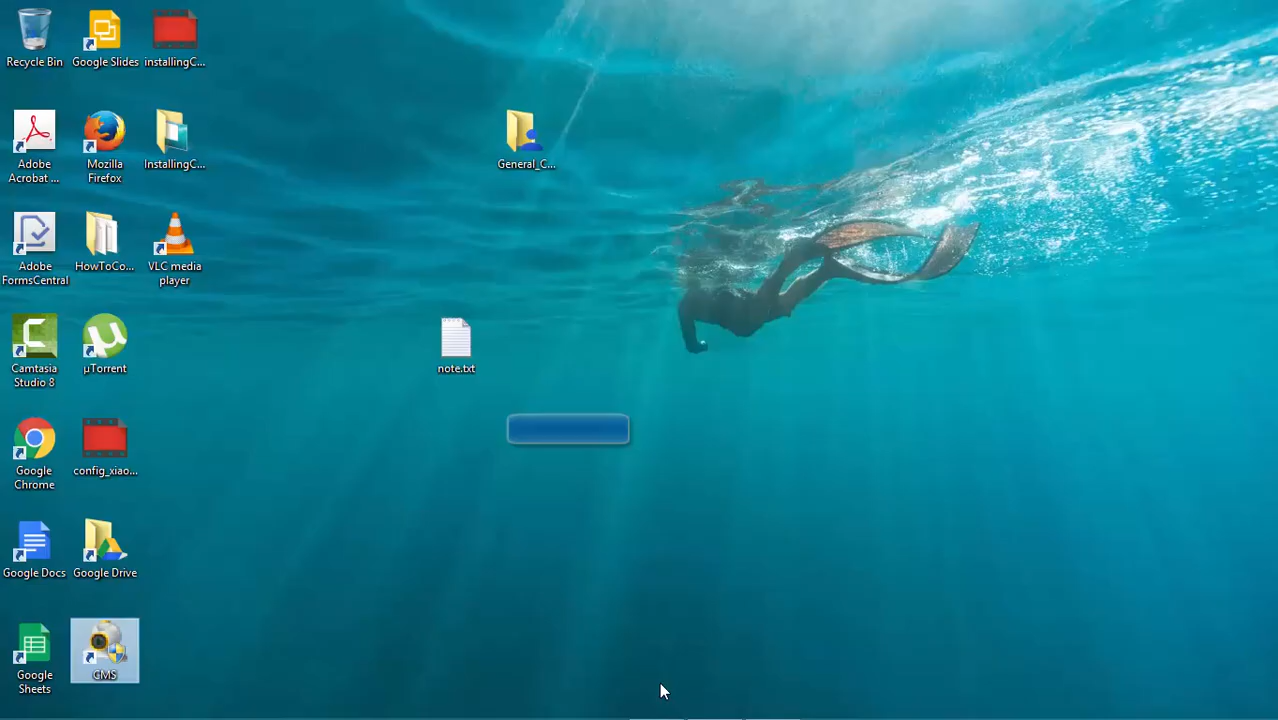 Recycle Bin
Google Slides
installingC...
Adobe
Acrobat ...
Mozilla
Firefox
InstallingC...
General_C...
Adobe
FormsCentral
HowToCo...
VLC media
player
Camtasia
Studio 8
µTorrent
note.txt
Google
Chrome
config_xiao...
Google Docs
Google Drive
Google
Sheets
CMS